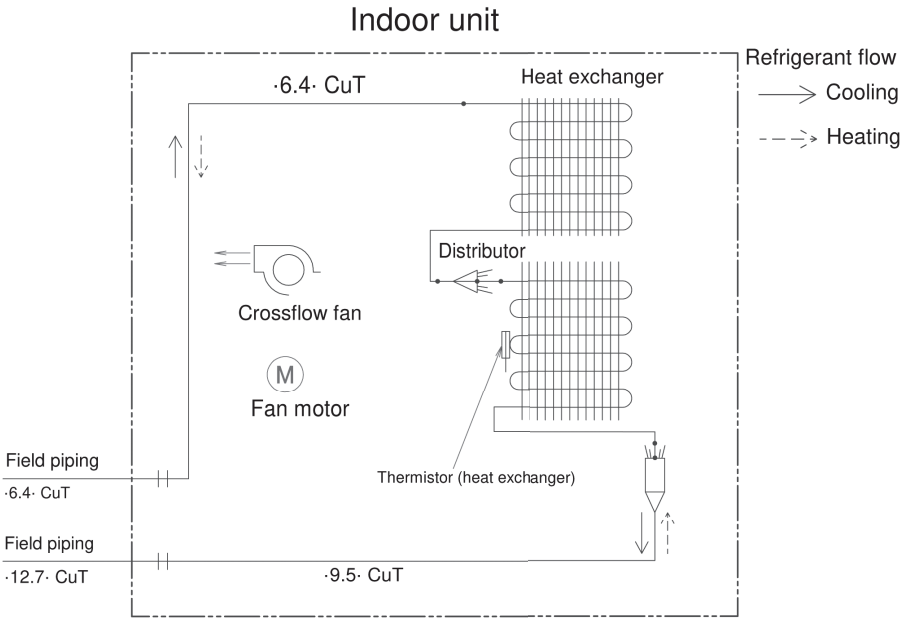 Indoor unit
·6.4· CuT
Heat exchanger
Refrigerant flow
Cooling
Heating
Distributor
Crossflow fan
M
Fan motor
Thermistor (heat exchanger)
Field piping
·6.4· CuT
Field piping
·12.7· CuT
·9.5· CuT